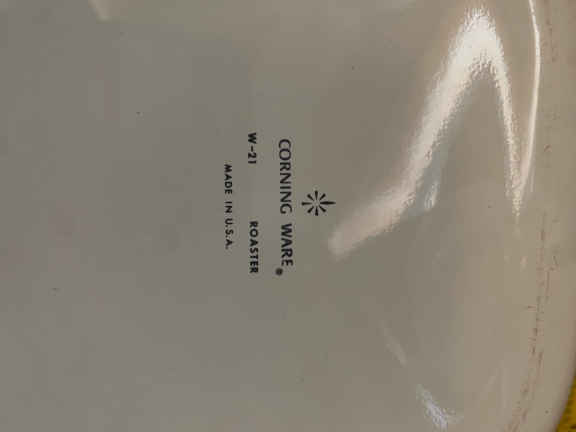 CORNING WARE®
W-21 ROASTER
MADE IN U.S.A.